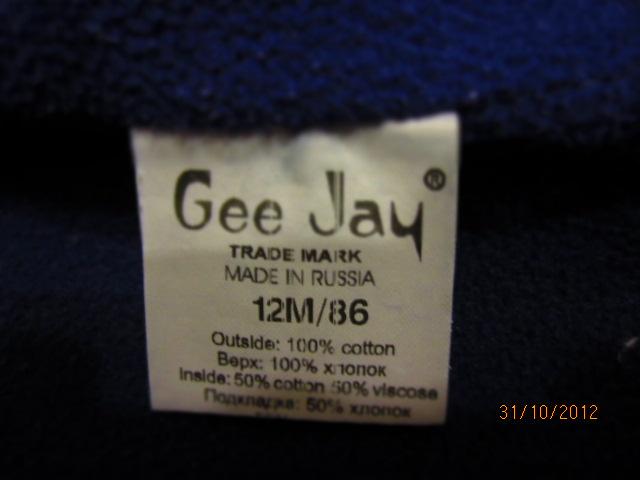 Gee Jay®
TRADE MARK
MADE IN RUSSIA
12M/86
Outside: 100% cotton
Верх: 100% хлопок
Inside: 50% cotton 50% viscose
Подкладка: 50% хлопок
31/10/2012